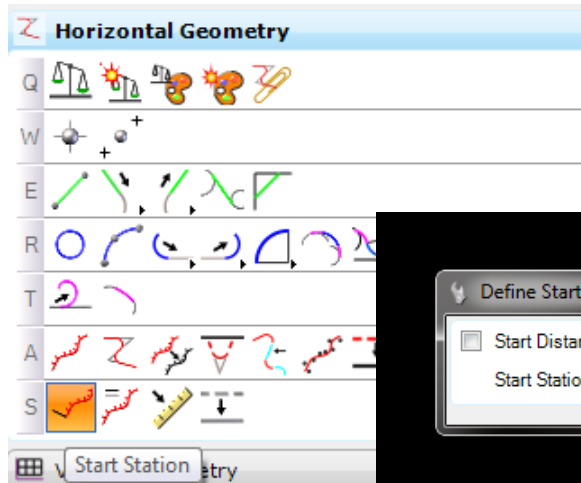 Horizontal Geometry
Q
W
E
R
T
A
S
Define Start
Start Distan
Start Statio
Start Station
etry